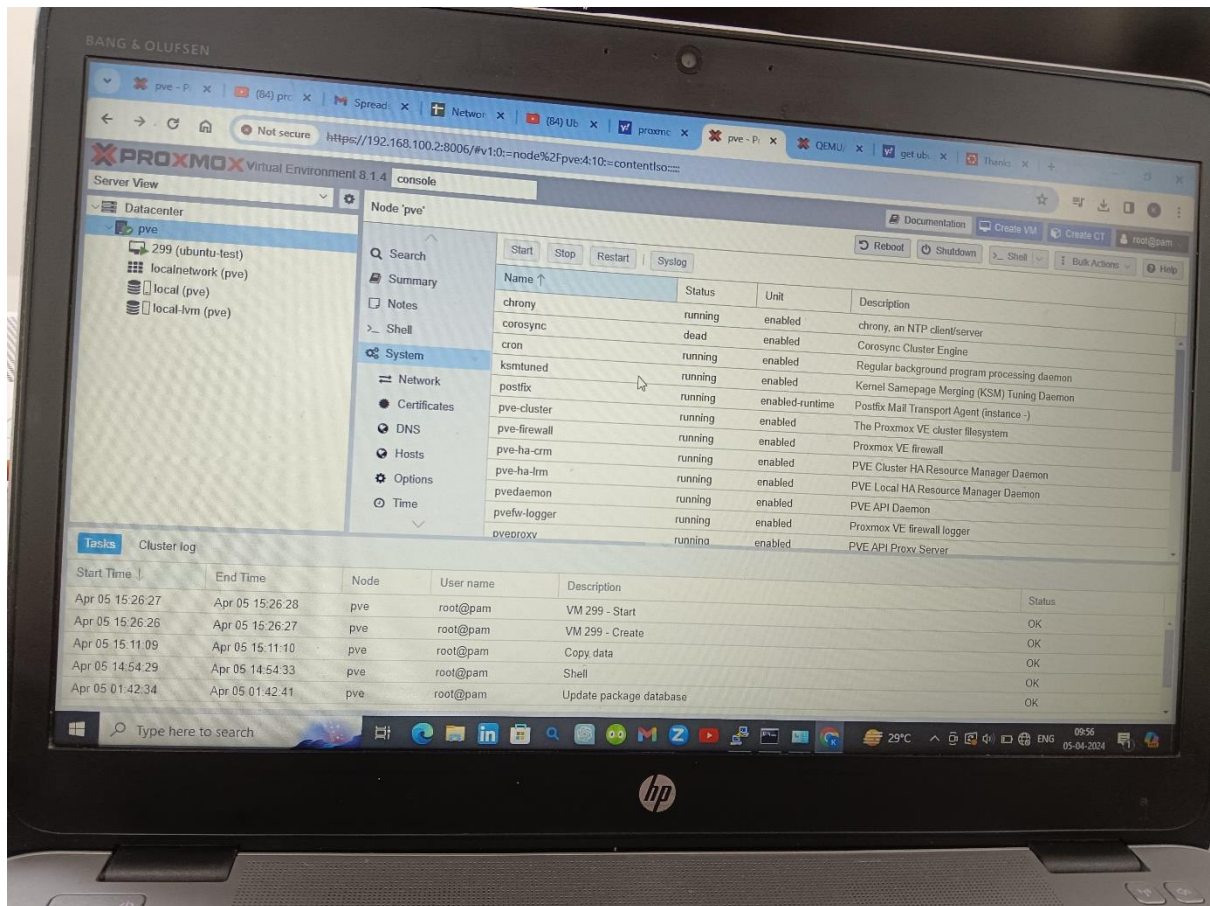 BANG & OLUFSEN
pve - P
(84) pro
Spread
Networ
(84) Ub
proxmc
pve - P
QEMU/
get ubu
Thanks
Not secure https://192.168.100.2:8006/#v1:0:=node%2Fpve:4:10:=contentIso:::::
PROXMOX Virtual Environment 8.1.4 console
Documentation Create VM Create CT root@pam
Server View
Node 'pve'
Reboot Shutdown >_ Shell Bulk Actions Help
Datacenter
pve
299 (ubuntu-test)
localnetwork (pve)
local (pve)
local-lvm (pve)
Search
Summary
Notes
>_ Shell
System
Network
Certificates
DNS
Hosts
Options
Time
Start Stop Restart Syslog
Name ↑ Status Unit Description
chrony running enabled chrony, an NTP client/server
corosync dead enabled Corosync Cluster Engine
cron running enabled Regular background program processing daemon
ksmtuned running enabled Kernel Samepage Merging (KSM) Tuning Daemon
postfix running enabled-runtime Postfix Mail Transport Agent (instance -)
pve-cluster running enabled The Proxmox VE cluster filesystem
pve-firewall running enabled Proxmox VE firewall
pve-ha-crm running enabled PVE Cluster HA Resource Manager Daemon
pve-ha-lrm running enabled PVE Local HA Resource Manager Daemon
pvedaemon running enabled PVE API Daemon
pvefw-logger running enabled Proxmox VE firewall logger
pveproxy running enabled PVE API Proxy Server
Tasks Cluster log
Start Time ↓ End Time Node User name Description Status
Apr 05 15:26:27 Apr 05 15:26:28 pve root@pam VM 299 - Start OK
Apr 05 15:26:26 Apr 05 15:26:27 pve root@pam VM 299 - Create OK
Apr 05 15:11:09 Apr 05 15:11:10 pve root@pam Copy data OK
Apr 05 14:54:29 Apr 05 14:54:33 pve root@pam Shell OK
Apr 05 01:42:34 Apr 05 01:42:41 pve root@pam Update package database OK
Type here to search
29°C
ENG
09:56
05-04-2024
hp